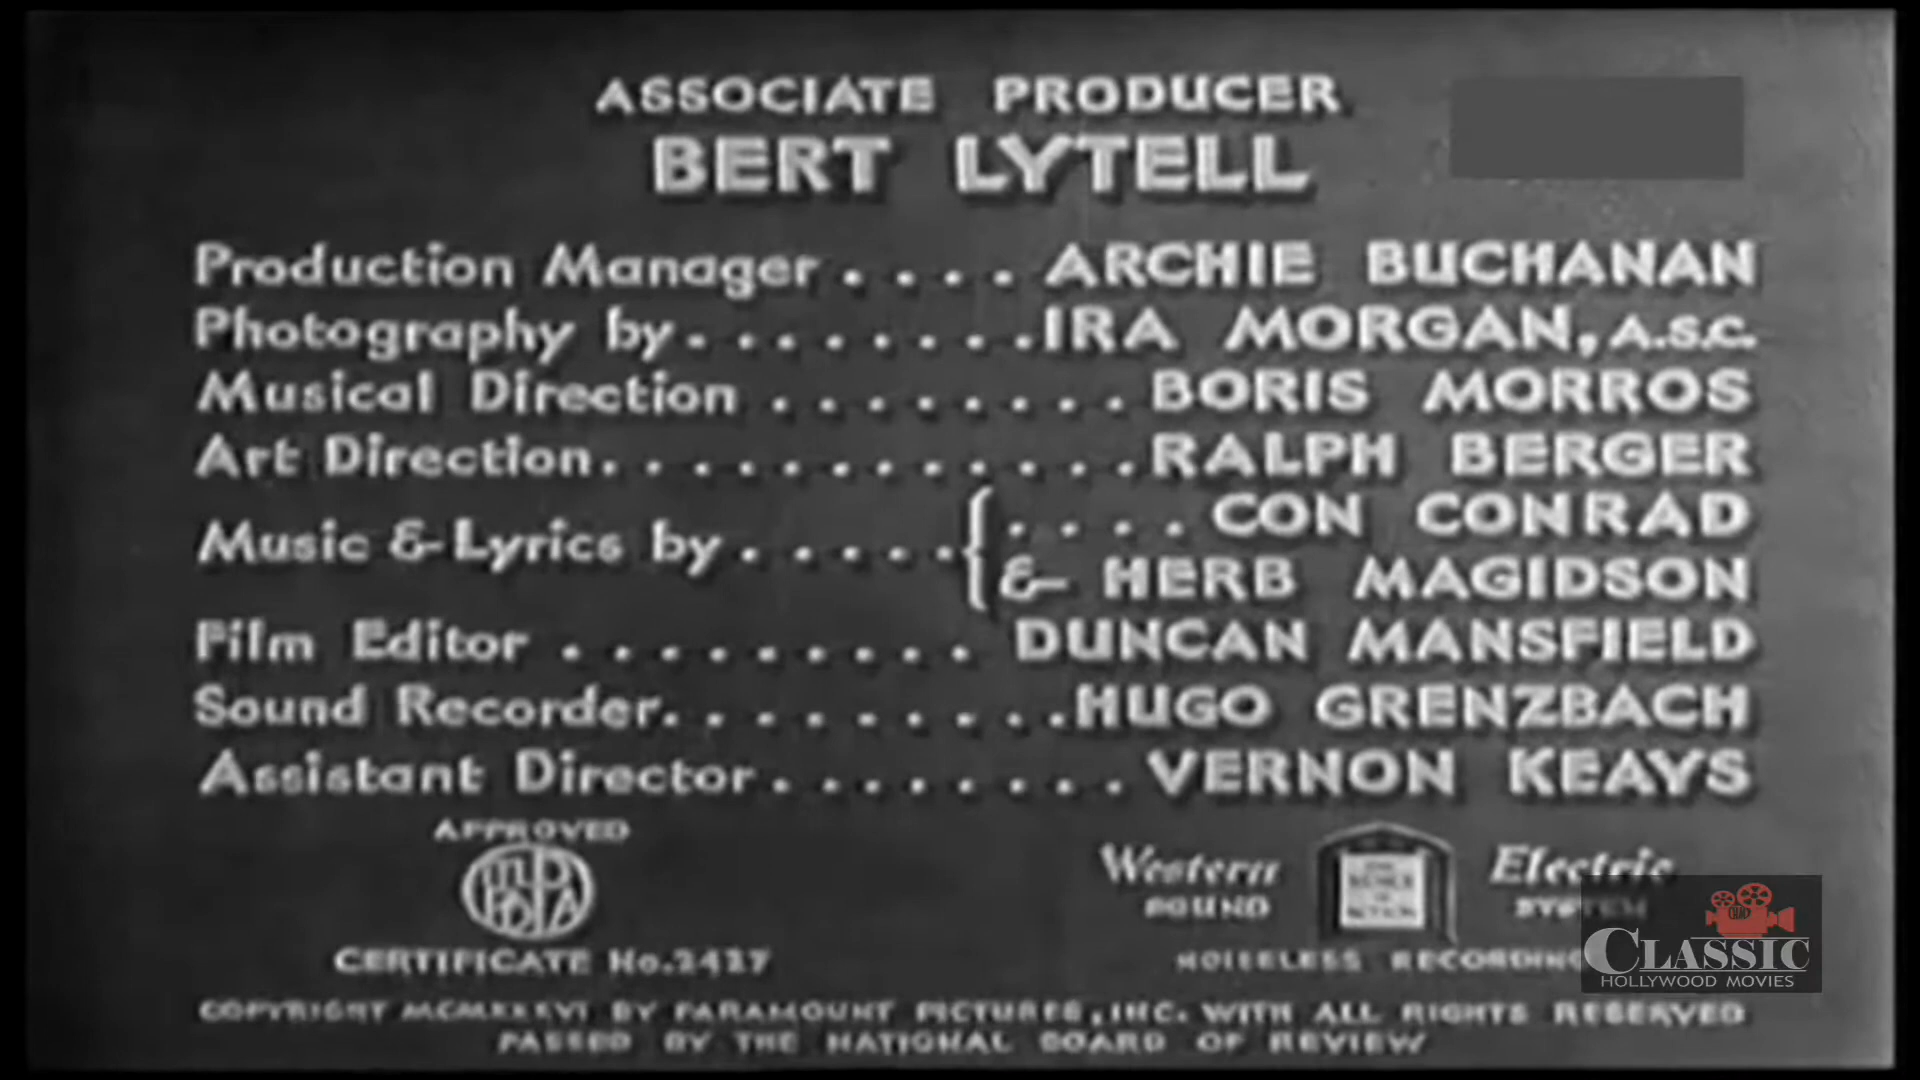 ASSOCIATE PRODUCER
BERT LYTELL
Production Manager . . . . ARCHIE BUCHANAN
Photography by . . . . . . . . IRA MORGAN, A.S.C.
Musical Direction . . . . . . . . BORIS MORROS
Art Direction . . . . . . . . . . . . RALPH BERGER
Music & Lyrics by . . . . . { . . . . CON CONRAD
& HERB MAGIDSON
Film Editor . . . . . . . . . DUNCAN MANSFIELD
Sound Recorder . . . . . . . . . HUGO GRENZBACH
Assistant Director . . . . . . . . VERNON KEAYS
APPROVED
MPPDA
CERTIFICATE No. 2427
Western Electric
SOUND SYSTEM
NOISELESS RECORDING
CLASSIC
HOLLYWOOD MOVIES
COPYRIGHT MCMXXXVI BY PARAMOUNT PICTURES, INC. WITH ALL RIGHTS RESERVED
PASSED BY THE NATIONAL BOARD OF REVIEW